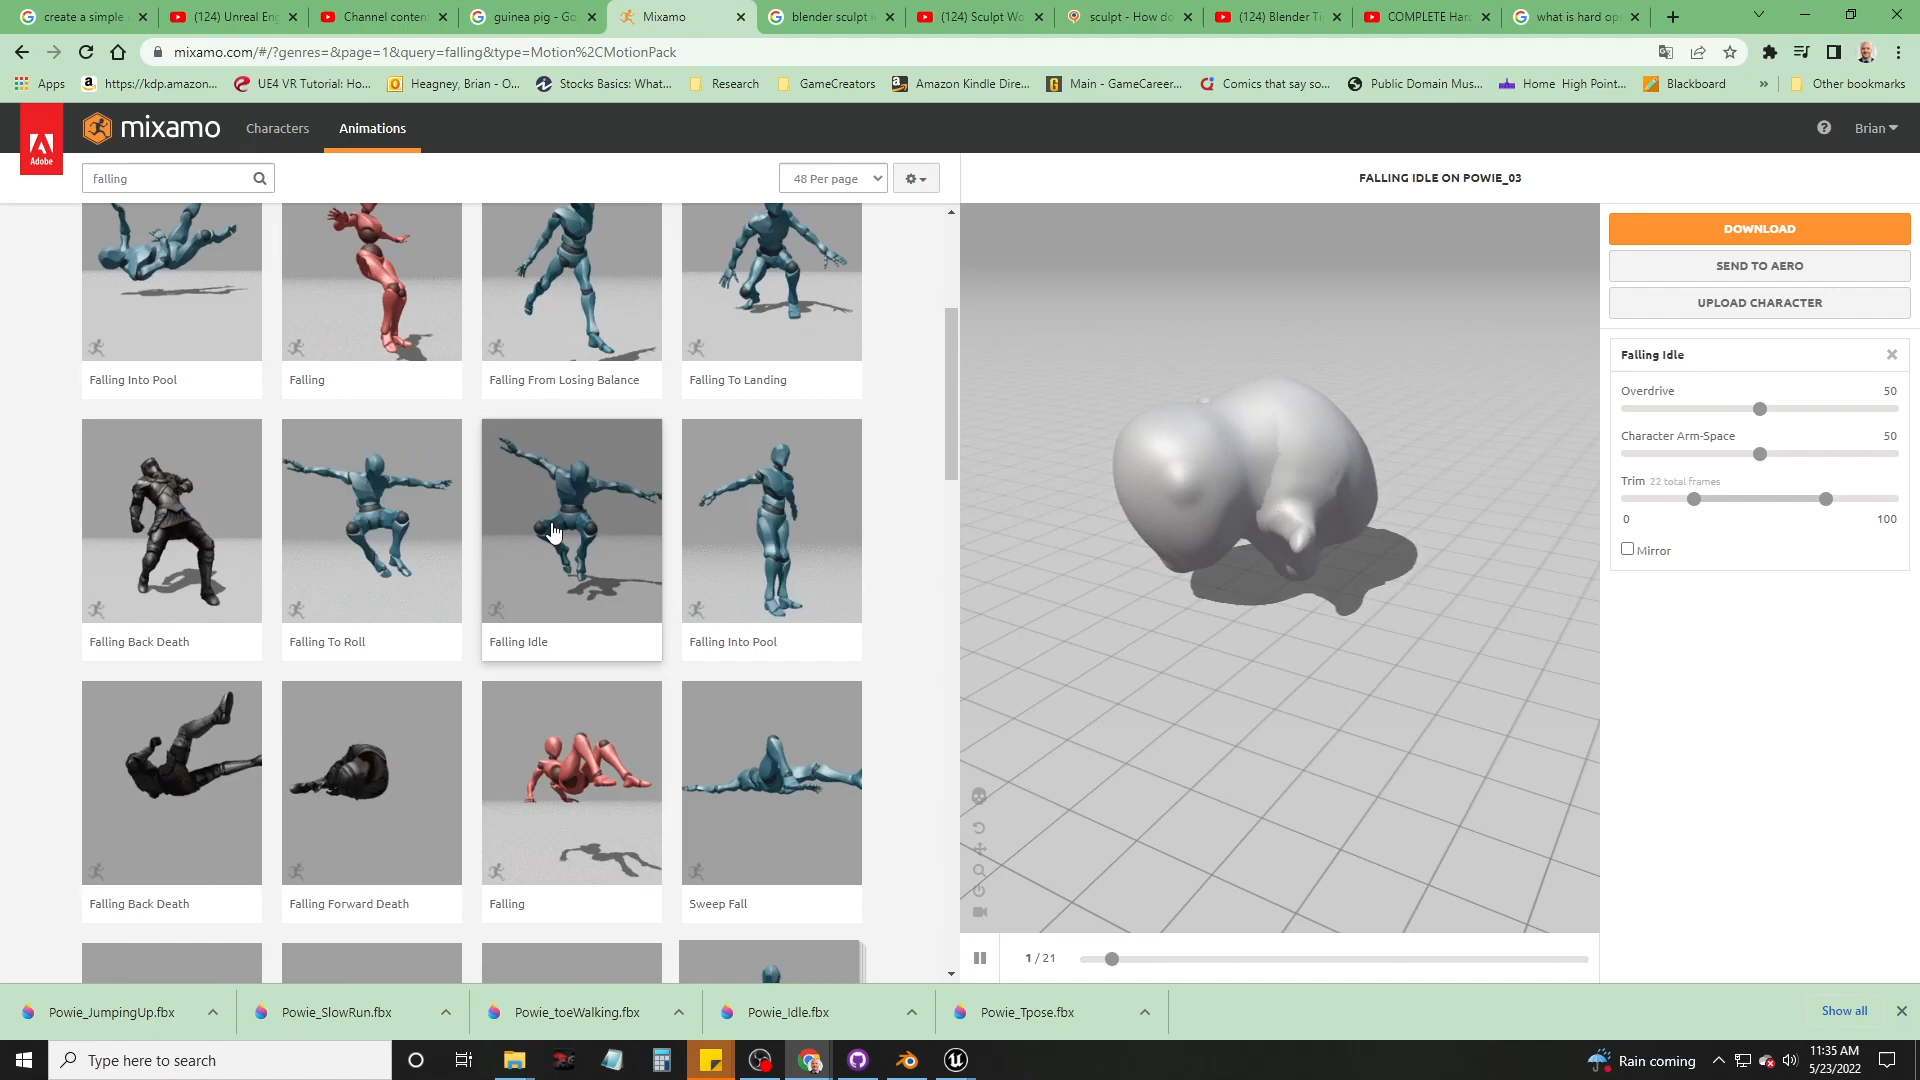 create a simple
(124) Unreal Eng
Channel content
guinea pig - Go
Mixamo
blender sculpt i
(124) Sculpt Wo
sculpt - How do
(124) Blender Ti
COMPLETE Hard
what is hard op
mixamo.com/#/?genres=&page=1&query=falling&type=Motion%2CMotionPack
Apps
https://kdp.amazon...
UE4 VR Tutorial: Ho...
Heagney, Brian - O...
Stocks Basics: What...
Research
GameCreators
Amazon Kindle Dire...
Main - GameCareer...
Comics that say so...
Public Domain Mus...
Home High Point...
Blackboard
»
Other bookmarks
Adobe
mixamo
Characters
Animations
Brian
falling
48 Per page
FALLING IDLE ON POWIE_03
DOWNLOAD
SEND TO AERO
UPLOAD CHARACTER
Falling Into Pool
Falling
Falling From Losing Balance
Falling To Landing
Falling Idle
Overdrive 50
Character Arm-Space 50
Trim 22 total frames
0 100
Mirror
Falling Back Death
Falling To Roll
Falling Idle
Falling Into Pool
Falling Back Death
Falling Forward Death
Falling
Sweep Fall
1 / 21
Powie_JumpingUp.fbx
Powie_SlowRun.fbx
Powie_toeWalking.fbx
Powie_Idle.fbx
Powie_Tpose.fbx
Show all
Type here to search
Rain coming
11:35 AM
5/23/2022